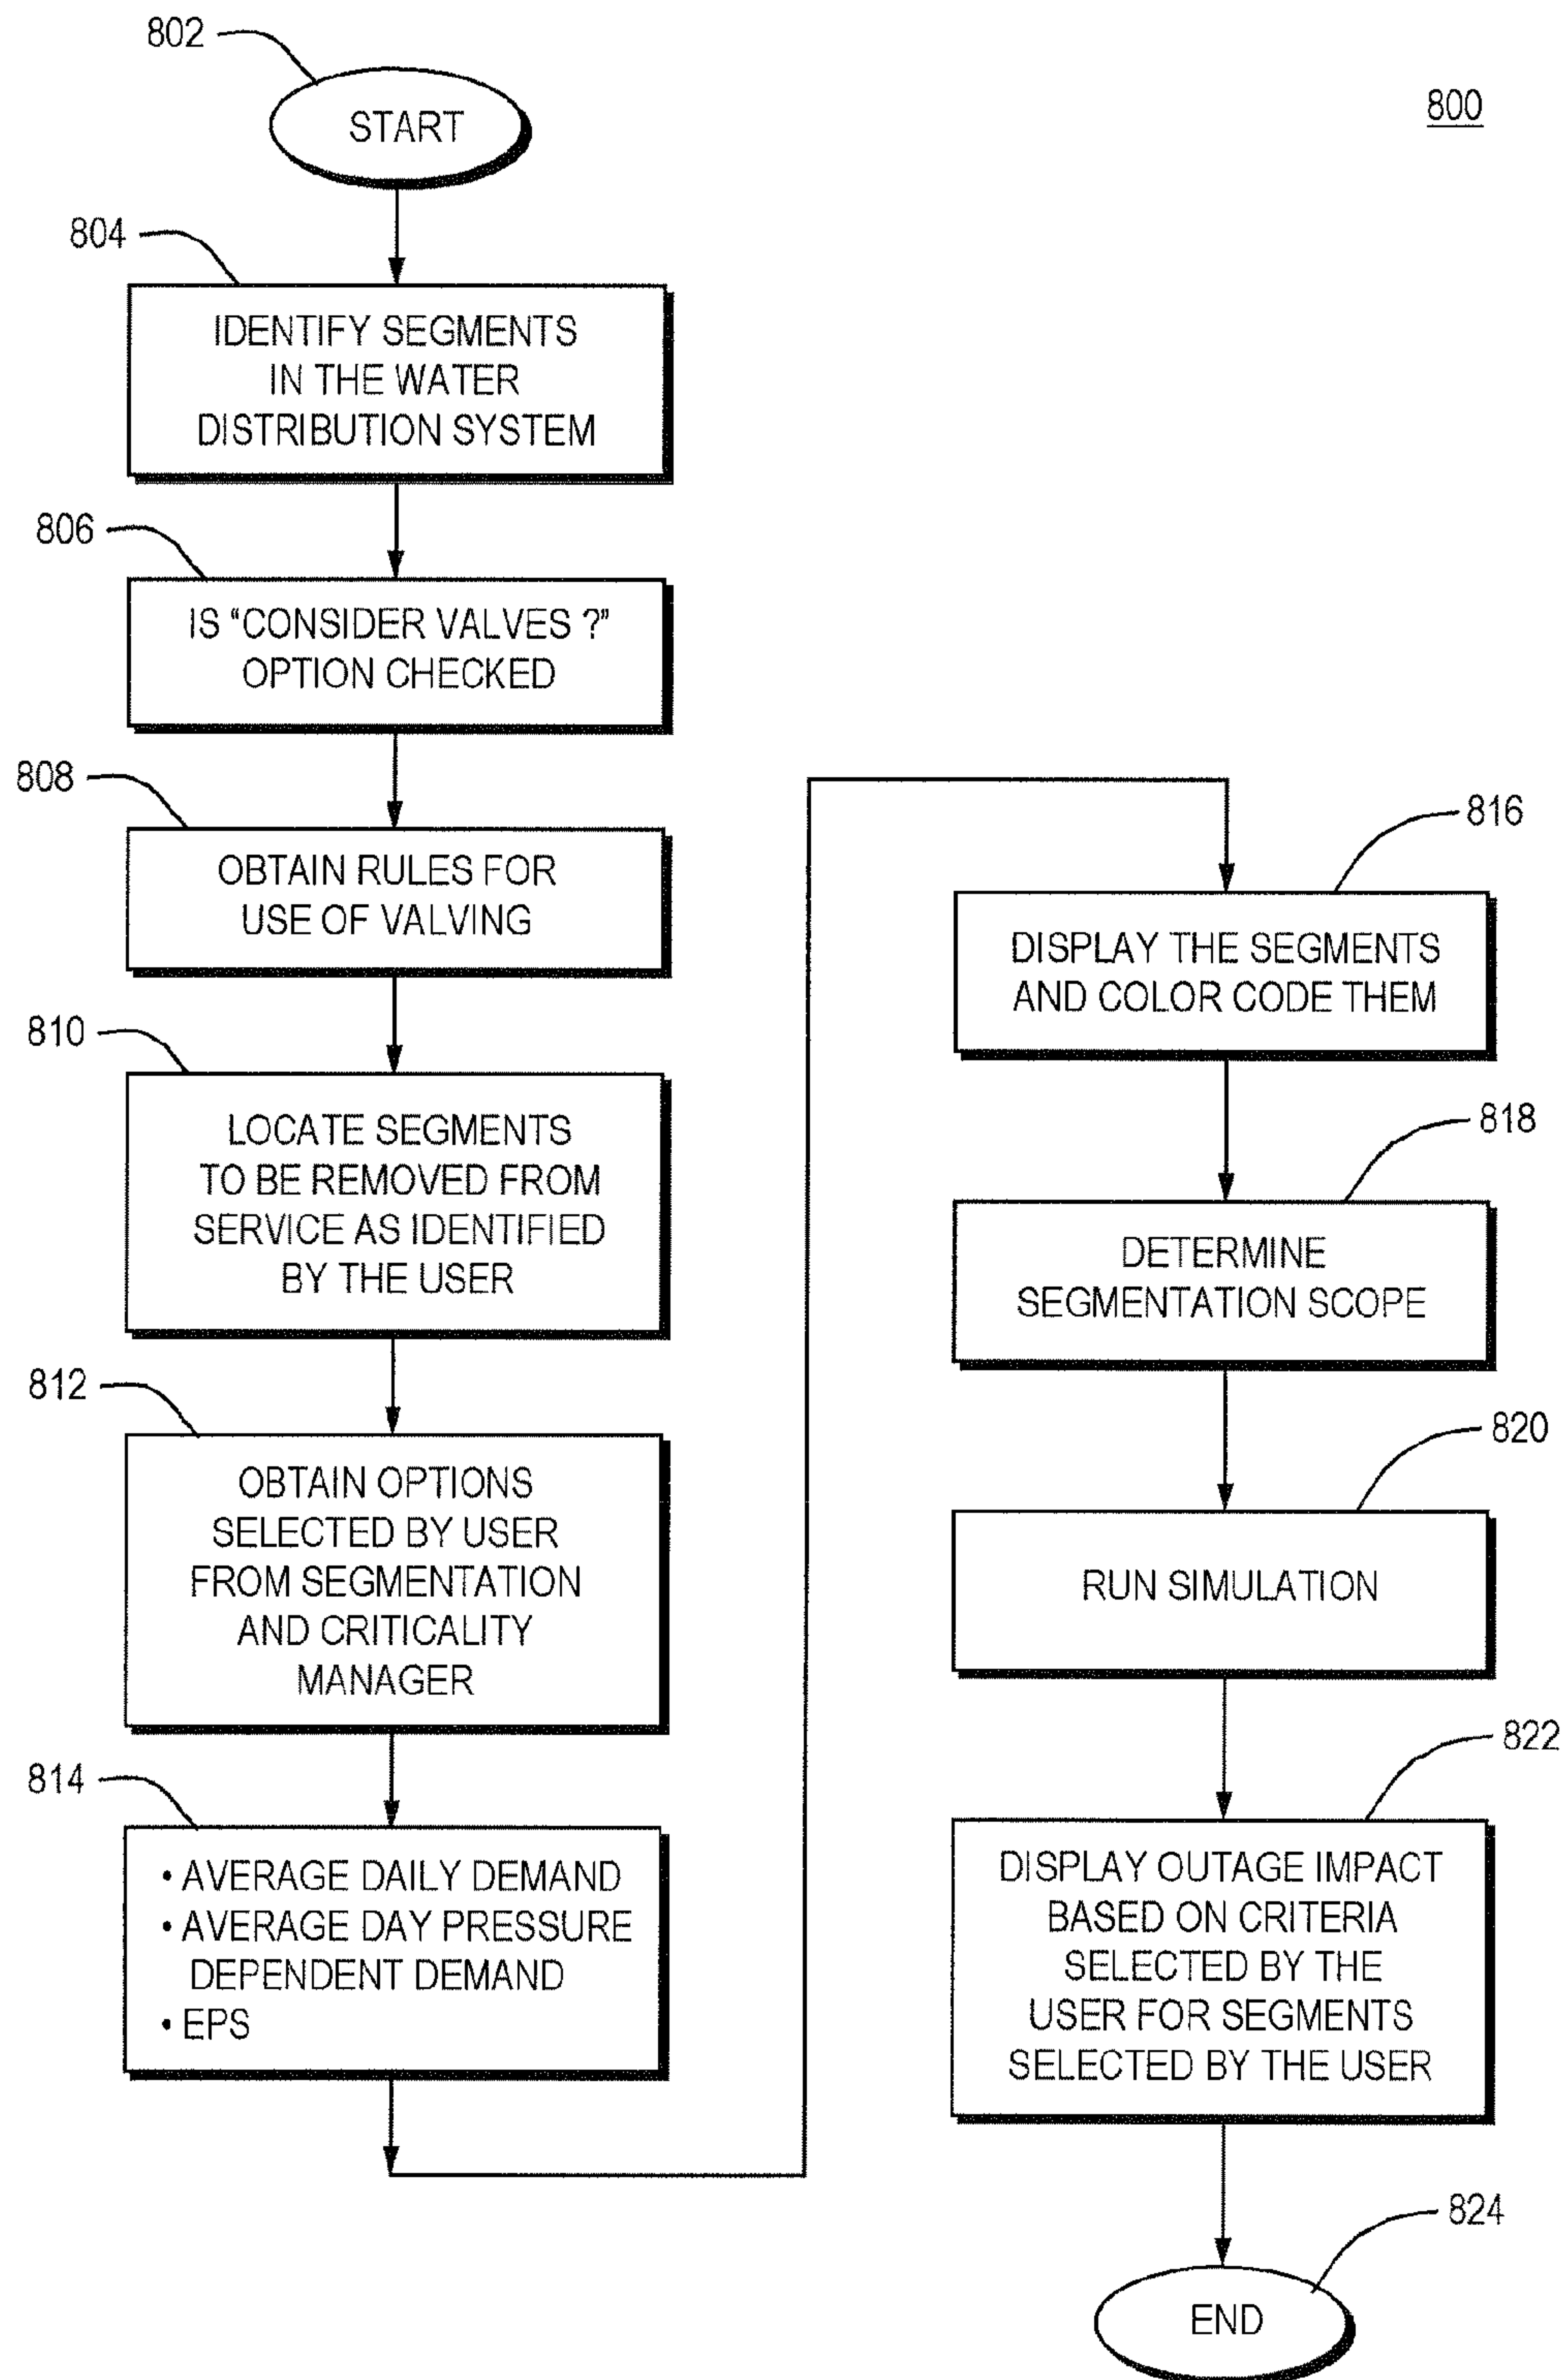 800
802
START
804
IDENTIFY SEGMENTS
IN THE WATER
DISTRIBUTION SYSTEM
806
IS “CONSIDER VALVES ?”
OPTION CHECKED
808
OBTAIN RULES FOR
USE OF VALVING
810
LOCATE SEGMENTS
TO BE REMOVED FROM
SERVICE AS IDENTIFIED
BY THE USER
812
OBTAIN OPTIONS
SELECTED BY USER
FROM SEGMENTATION
AND CRITICALITY
MANAGER
814
• AVERAGE DAILY DEMAND
• AVERAGE DAY PRESSURE
DEPENDENT DEMAND
• EPS
816
DISPLAY THE SEGMENTS
AND COLOR CODE THEM
818
DETERMINE
SEGMENTATION SCOPE
820
RUN SIMULATION
822
DISPLAY OUTAGE IMPACT
BASED ON CRITERIA
SELECTED BY THE
USER FOR SEGMENTS
SELECTED BY THE USER
824
END